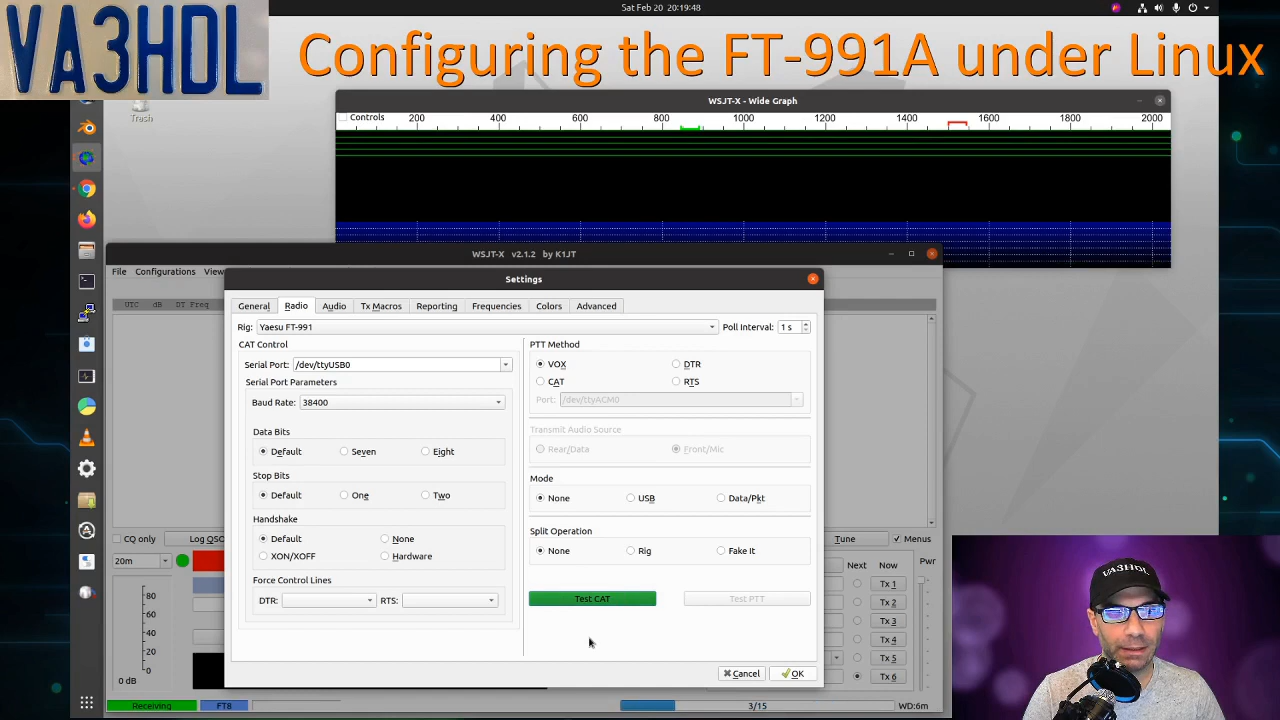 Sat Feb 20 20:19:48
VA3HDL
Configuring the FT-991A under Linux
Trash
WSJT-X - Wide Graph
Controls 200 400 600 800 1000 1200 1400 1600 1800 2000
WSJT-X v2.1.2 by K1JT
File Configurations View
Settings
UTC dB DT Freq
General Radio Audio Tx Macros Reporting Frequencies Colors Advanced
Rig: Yaesu FT-991 Poll Interval: 1 s
CAT Control
Serial Port: /dev/ttyUSB0
Serial Port Parameters
Baud Rate: 38400
Data Bits
Default Seven Eight
Stop Bits
Default One Two
Handshake
Default None
XON/XOFF Hardware
Force Control Lines
DTR: RTS:
PTT Method
VOX DTR
CAT RTS
Port: /dev/ttyACM0
Transmit Audio Source
Rear/Data Front/Mic
Mode
None USB Data/Pkt
Split Operation
None Rig Fake It
Test CAT Test PTT
Cancel OK
CQ only Log QSO
Tune Menus
20m
Next Now Pwr
Tx 1
Tx 2
Tx 3
Tx 4
Tx 5
Tx 6
80
60
40
20
0
0 dB
Receiving FT8 3/15 WD:6m
VA3HDL